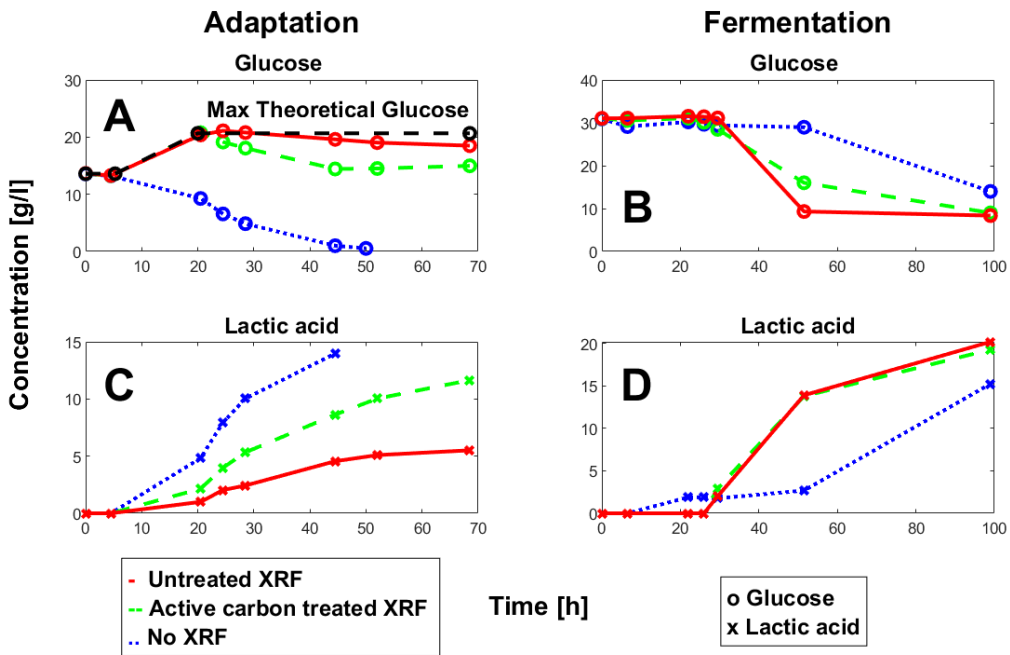 Adaptation
Fermentation
Glucose
Glucose
30
20
10
0
A
Max Theoretical Glucose
0 10 20 30 40 50 60 70
40
30
20
10
0
B
0 20 40 60 80 100
Concentration [g/l]
Lactic acid
Lactic acid
15
10
5
0
C
0 10 20 30 40 50 60 70
20
15
10
5
0
D
0 20 40 60 80 100
Untreated XRF
Active carbon treated XRF
No XRF
Time [h]
o Glucose
x Lactic acid